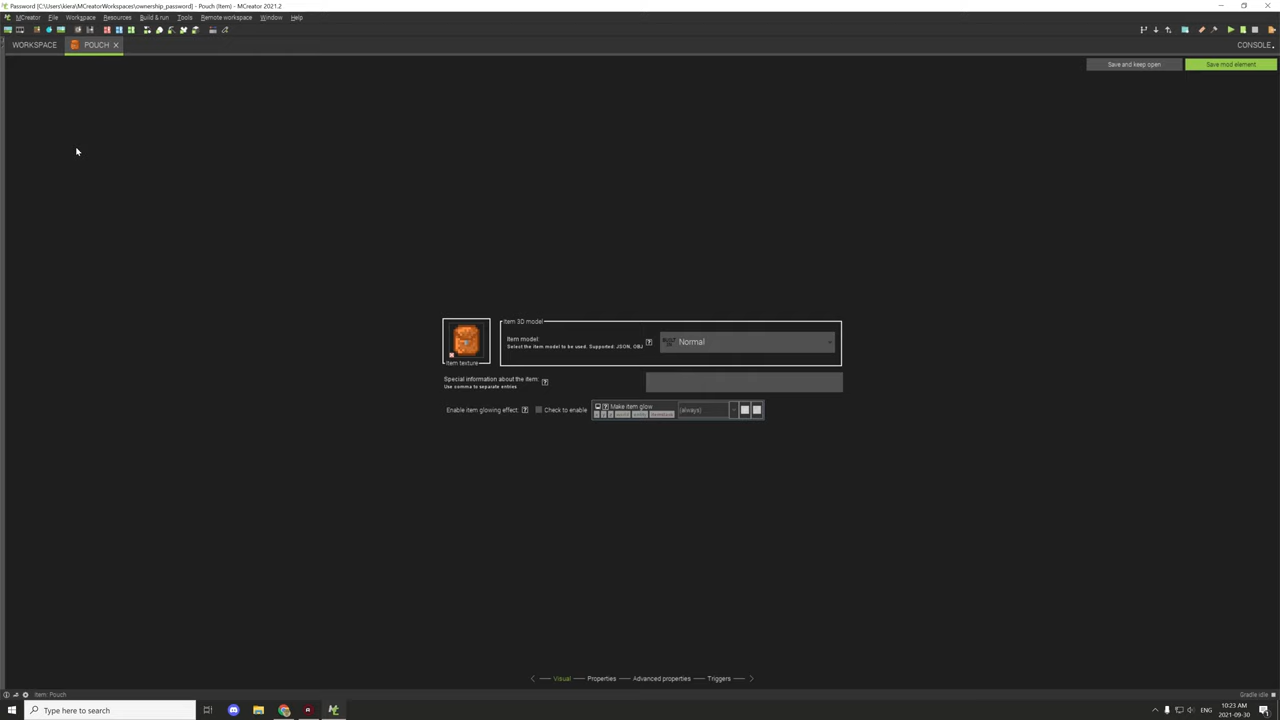 Password [C:\Users\kiera\MCreatorWorkspaces\ownership_password] - Pouch (Item) - MCreator 2021.2
MCreator File Workspace Resources Build & run Tools Remote workspace Window Help
WORKSPACE POUCH CONSOLE
Save and keep open Save mod element
Item texture
Item 3D model
Item model:
Select the item model to be used. Supported: JSON, OBJ
? Normal
Special information about the item:
Use comma to separate entries
?
Enable item glowing effect: ? Check to enable ? Make item glow (always)
< Visual Properties Advanced properties Triggers >
Item: Pouch Gradle idle
Type here to search
ENG 10:23 AM
2021-09-30